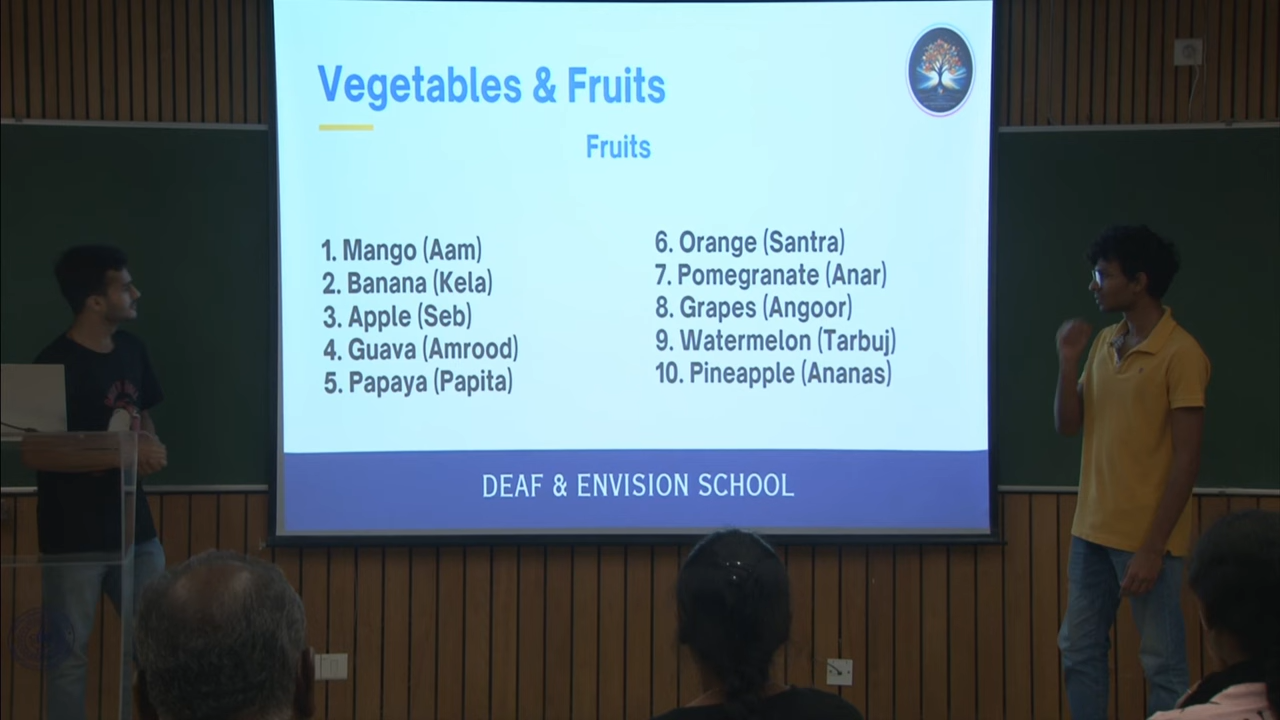 Vegetables & Fruits
Fruits
1. Mango (Aam)
2. Banana (Kela)
3. Apple (Seb)
4. Guava (Amrood)
5. Papaya (Papita)
6. Orange (Santra)
7. Pomegranate (Anar)
8. Grapes (Angoor)
9. Watermelon (Tarbuj)
10. Pineapple (Ananas)
DEAF & ENVISION SCHOOL